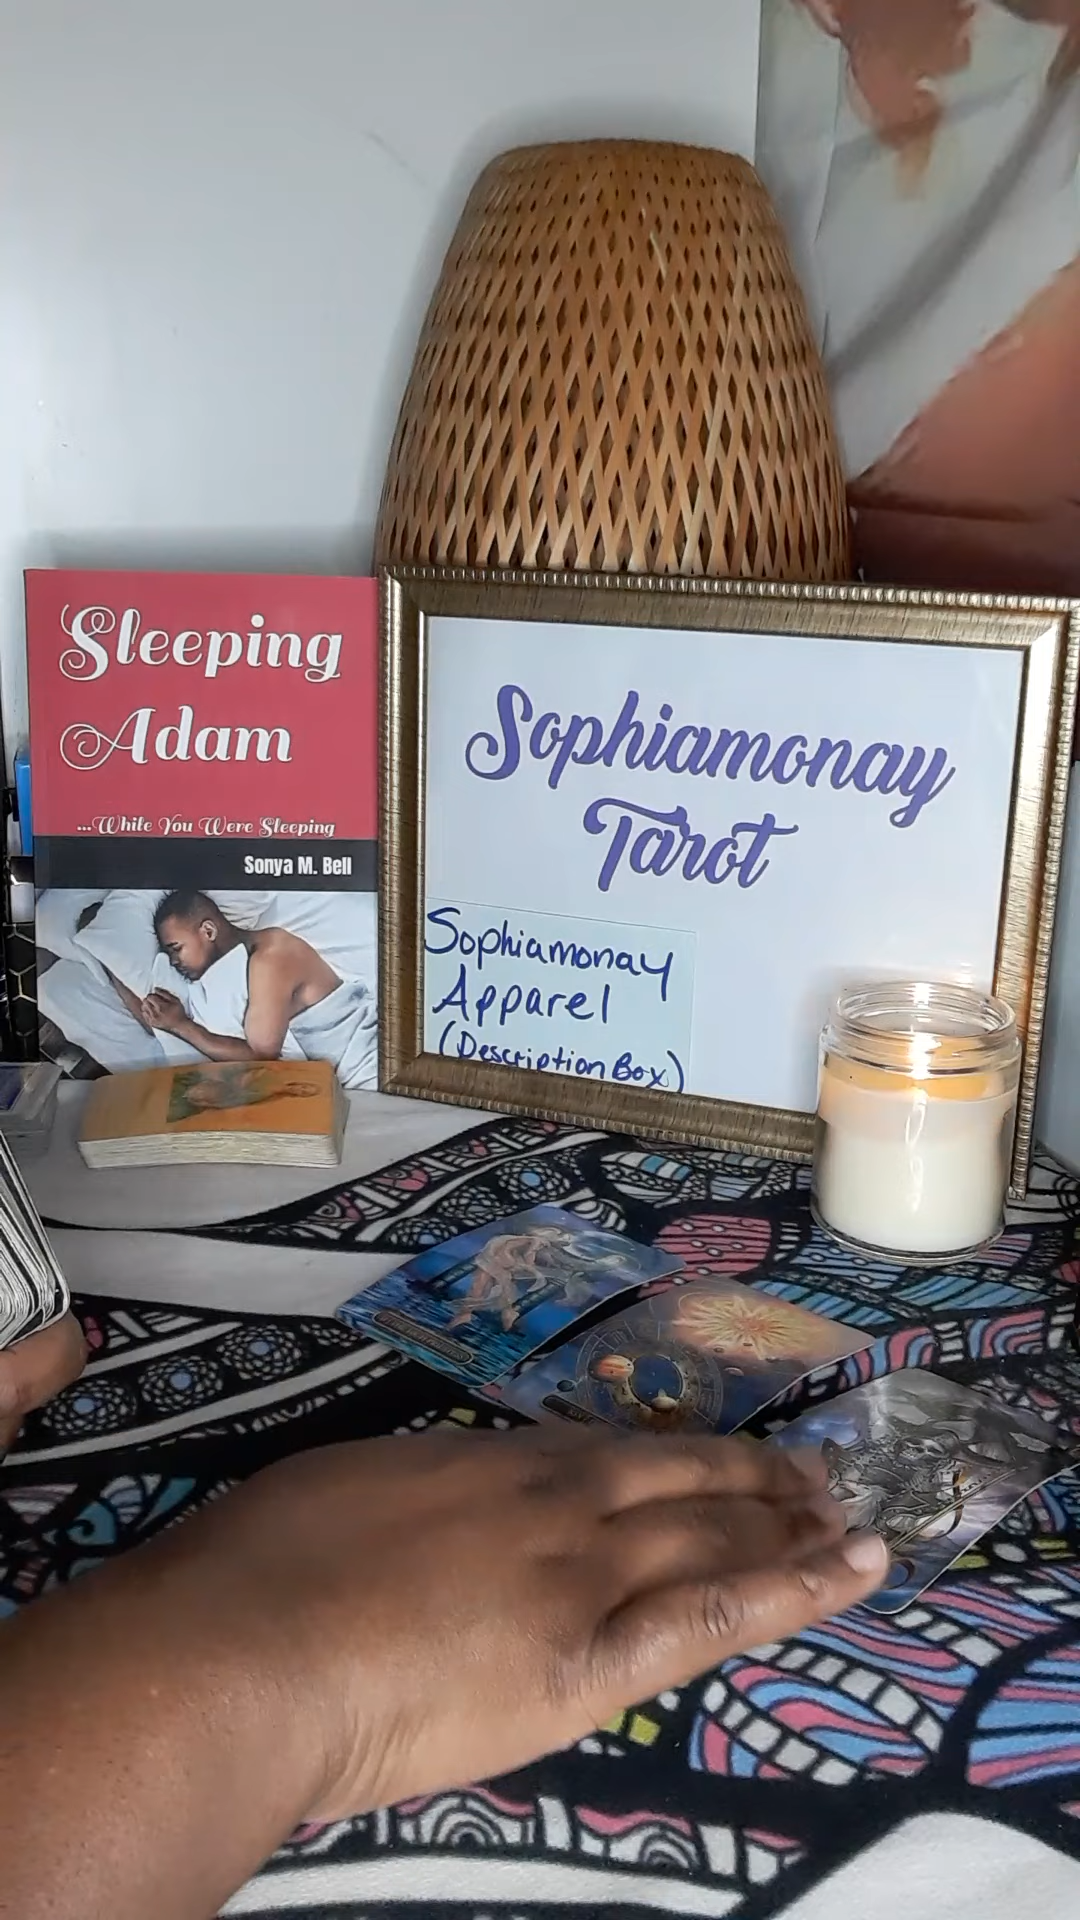 Sleeping
Adam
...While You Were Sleeping
Sonya M. Bell
Sophiamonay
Tarot
Sophiamonay
Apparel
(Description Box)